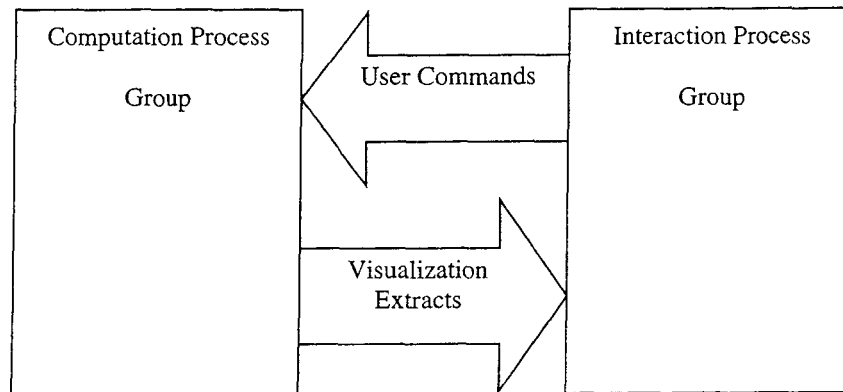 Computation Process
Group
User Commands
Visualization
Extracts
Interaction Process
Group